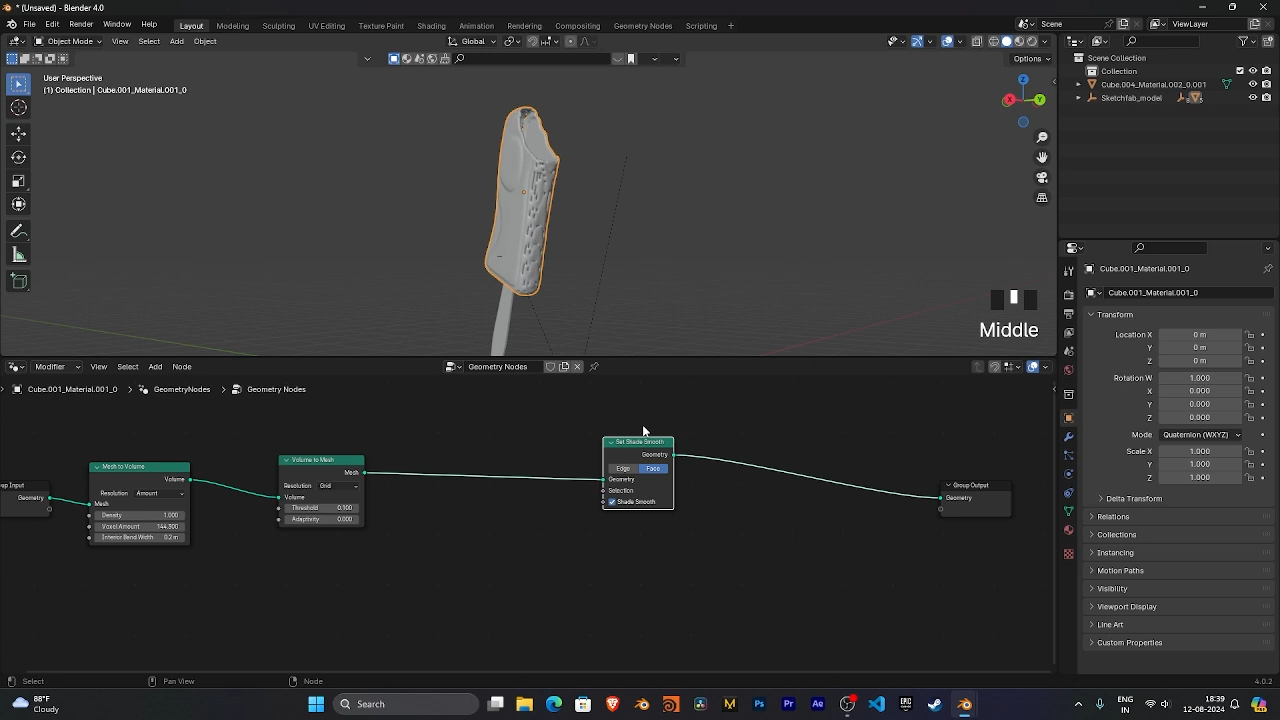 * (Unsaved) - Blender 4.0
File Edit Render Window Help Layout Modeling Sculpting UV Editing Texture Paint Shading Animation Rendering Compositing Geometry Nodes Scripting + Scene ViewLayer
Object Mode View Select Add Object Global
Options
User Perspective
(1) Collection | Cube.001_Material.001_0
Scene Collection
Collection
Cube.004_Material.002_0.001
Sketchfab_model
X
Y
Z
Middle
Cube.001_Material.001_0
Cube.001_Material.001_0
Transform
Location X 0 m
Y 0 m
Z 0 m
Rotation W 1.000
X 0.000
Y 0.000
Z 0.000
Mode Quaternion (WXYZ)
Scale X 1.000
Y 1.000
Z 1.000
Delta Transform
Relations
Collections
Instancing
Motion Paths
Visibility
Viewport Display
Line Art
Custom Properties
Modifier View Select Add Node Geometry Nodes
Cube.001_Material.001_0 > GeometryNodes > Geometry Nodes
Input
Geometry
Mesh to Volume
Volume
Resolution Amount
Mesh
Density 1.000
Voxel Amount 144.300
Interior Band Width 0.2 m
Volume to Mesh
Mesh
Resolution Grid
Volume
Threshold 0.100
Adaptivity 0.000
Set Shade Smooth
Geometry
Edge Face
Geometry
Selection
Shade Smooth
Group Output
Geometry
Select Pan View Node 4.0.2
88°F
Cloudy
Search
ENG
IN
18:39
12-08-2024